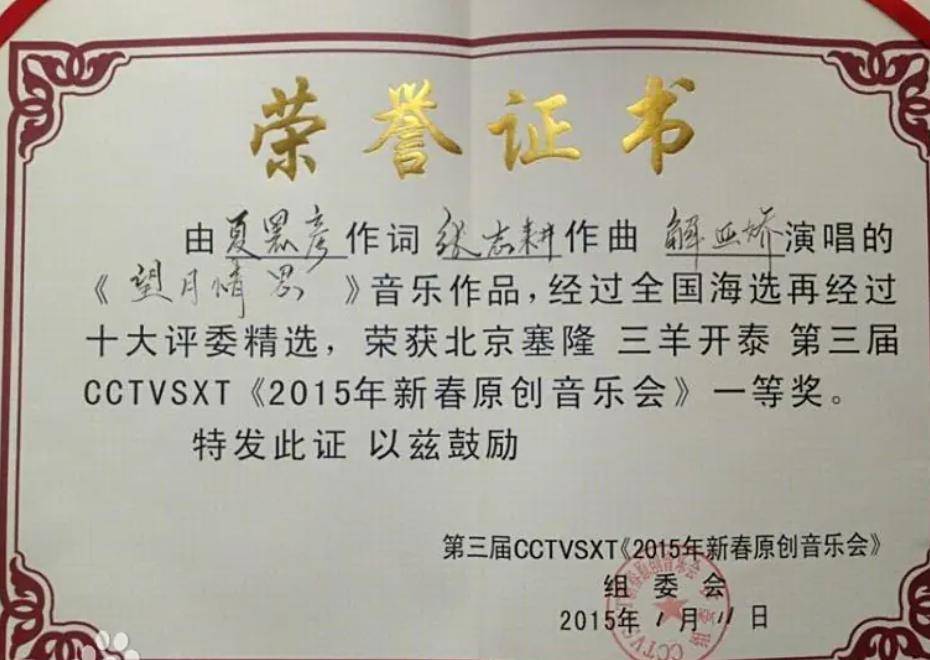 荣誉证书
由夏黑彦作词 张志耕作曲 解亚娇演唱的
《望月情思》音乐作品，经过全国海选再经过
十大评委精选，荣获北京塞隆 三羊开泰 第三届
CCTVSXT《2015年新春原创音乐会》一等奖。
特发此证 以兹鼓励
第三届CCTVSXT《2015年新春原创音乐会》
组委会
2015年1月11日